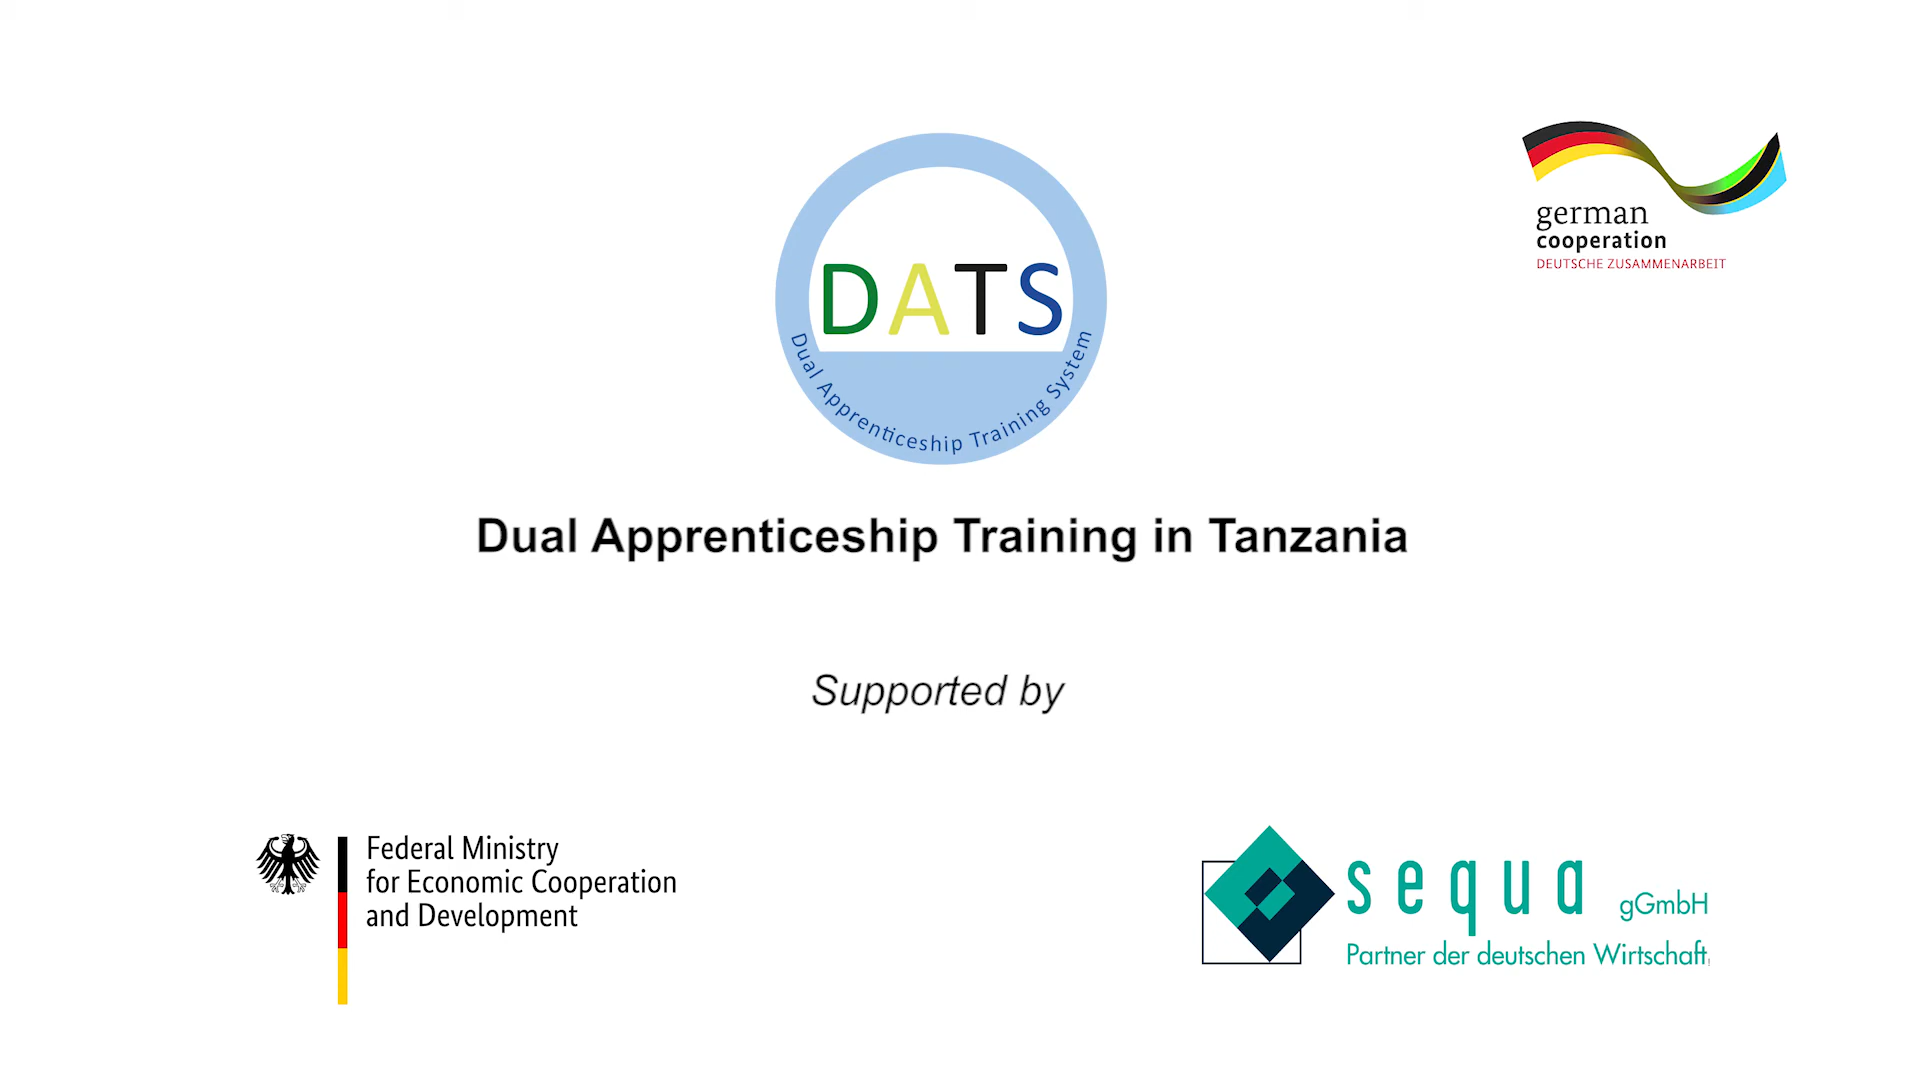 german
cooperation
DEUTSCHE ZUSAMMENARBEIT
DATS
Dual Apprenticeship Training System
Dual Apprenticeship Training in Tanzania
Supported by
Federal Ministry
for Economic Cooperation
and Development
sequa gGmbH
Partner der deutschen Wirtschaft